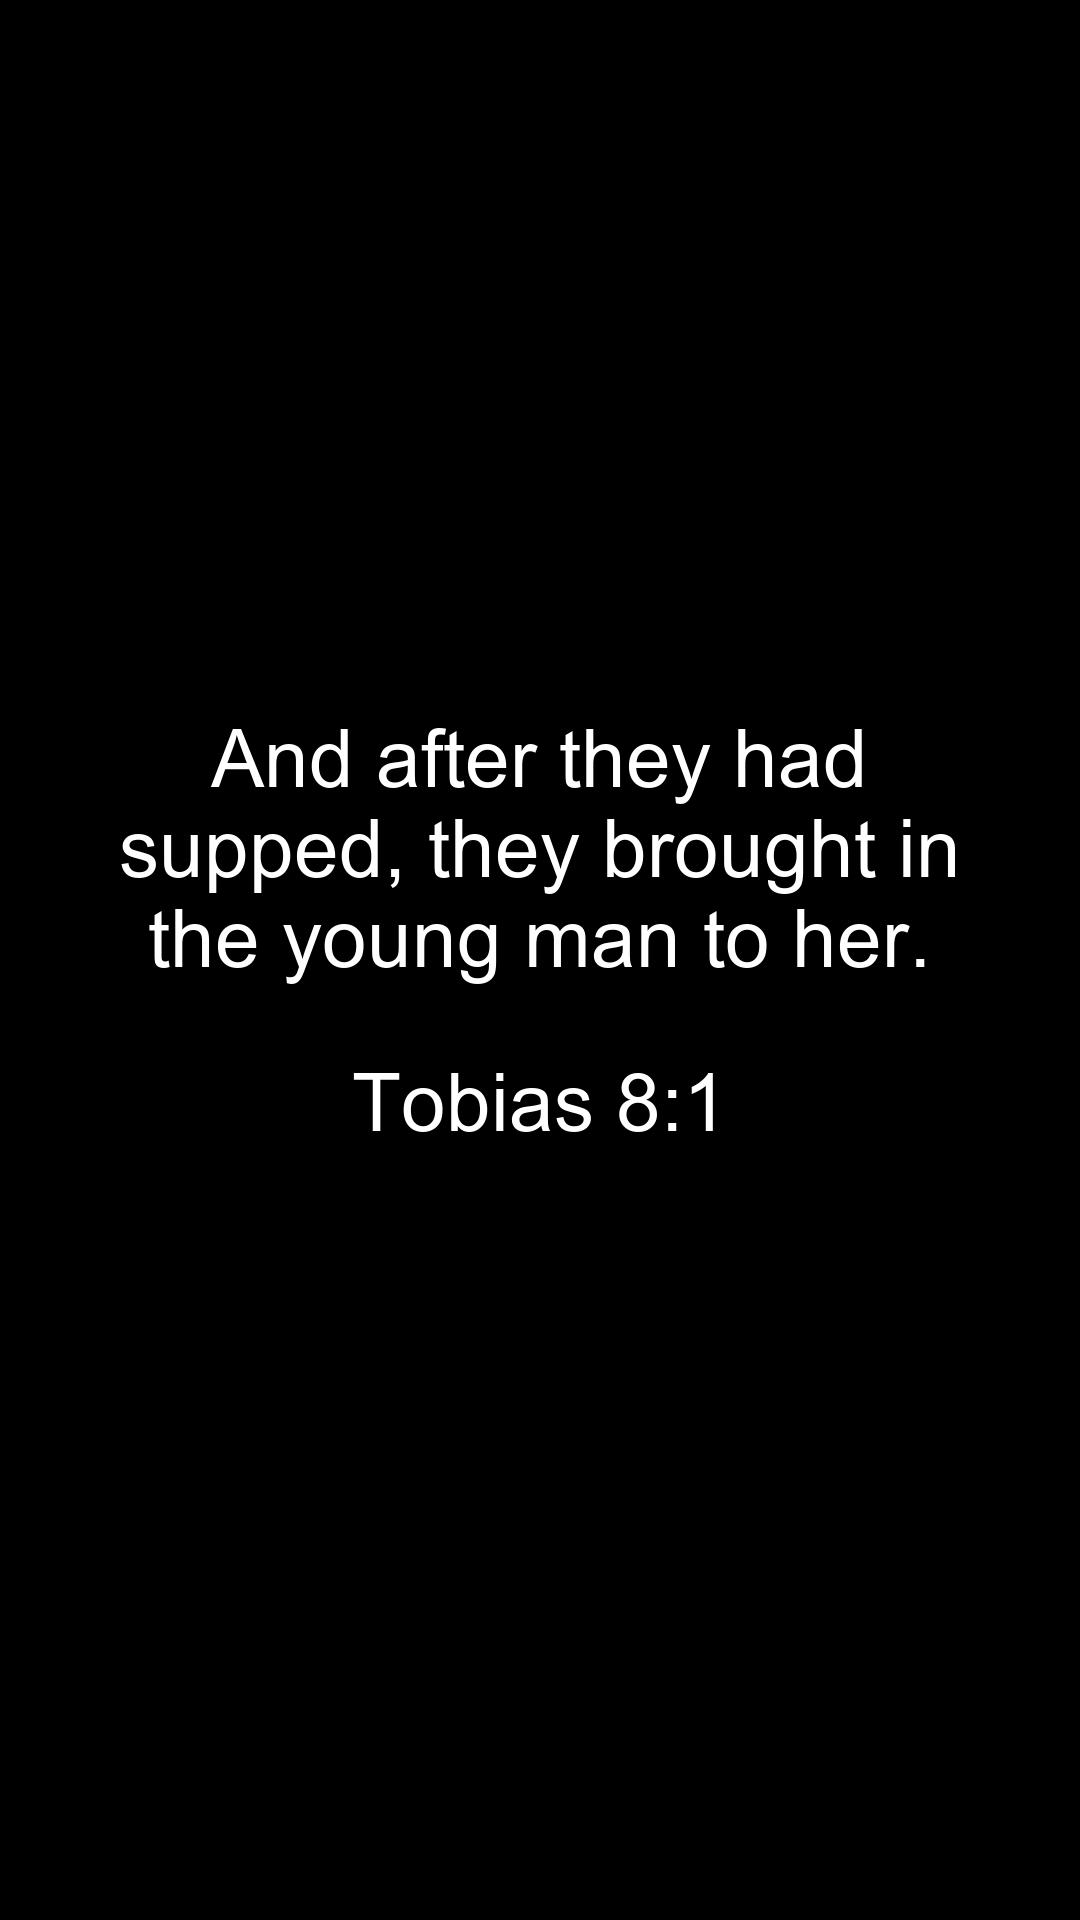 And after they had
supped, they brought in
the young man to her.
Tobias 8:1